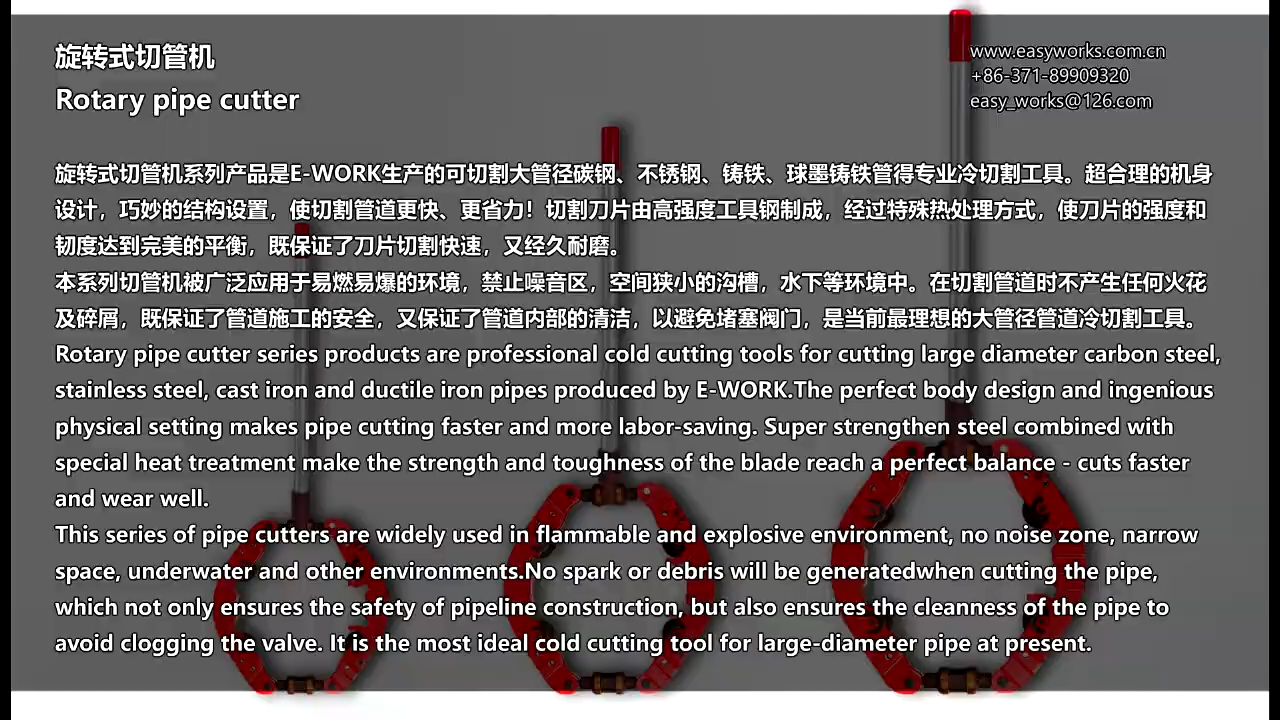 旋转式切管机
Rotary pipe cutter
www.easyworks.com.cn
+86-371-89909320
easy_works@126.com
旋转式切管机系列产品是E-WORK生产的可切割大管径碳钢、不锈钢、铸铁、球墨铸铁管得专业冷切割工具。超合理的机身
设计，巧妙的结构设置，使切割管道更快、更省力！切割刀片由高强度工具钢制成，经过特殊热处理方式，使刀片的强度和
韧度达到完美的平衡，既保证了刀片切割快速，又经久耐磨。
本系列切管机被广泛应用于易燃易爆的环境，禁止噪音区，空间狭小的沟槽，水下等环境中。在切割管道时不产生任何火花
及碎屑，既保证了管道施工的安全，又保证了管道内部的清洁，以避免堵塞阀门，是当前最理想的大管径管道冷切割工具。
Rotary pipe cutter series products are professional cold cutting tools for cutting large diameter carbon steel,
stainless steel, cast iron and ductile iron pipes produced by E-WORK.The perfect body design and ingenious
physical setting makes pipe cutting faster and more labor-saving. Super strengthen steel combined with
special heat treatment make the strength and toughness of the blade reach a perfect balance - cuts faster
and wear well.
This series of pipe cutters are widely used in flammable and explosive environment, no noise zone, narrow
space, underwater and other environments.No spark or debris will be generatedwhen cutting the pipe,
which not only ensures the safety of pipeline construction, but also ensures the cleanness of the pipe to
avoid clogging the valve. It is the most ideal cold cutting tool for large-diameter pipe at present.